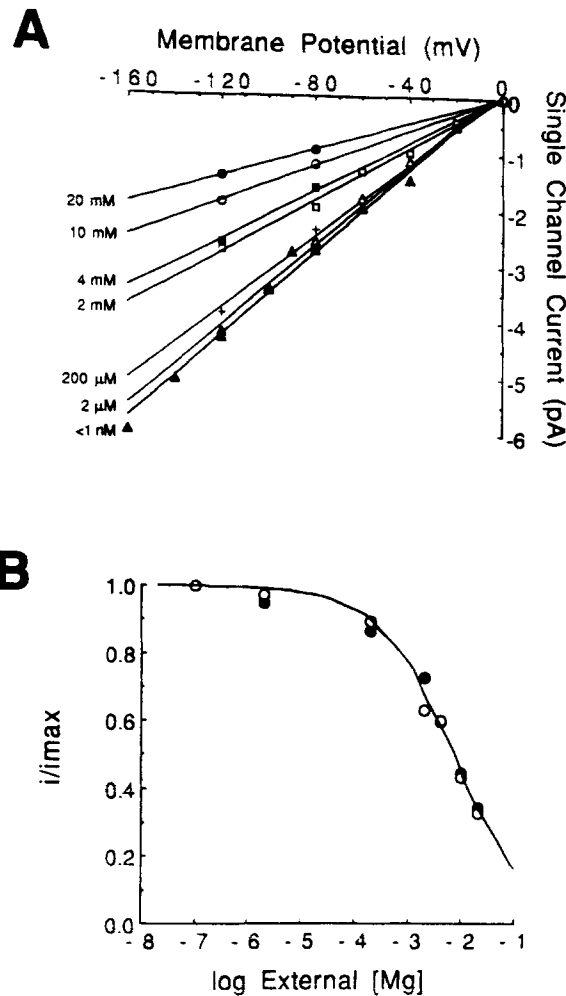 A
Membrane Potential (mV)
-160 -120 -80 -40 0
0
-1
-2
-3
-4
-5
-6
Single Channel Current (pA)
20 mM
10 mM
4 mM
2 mM
200 µM
2 µM
<1 nM
B
1.0
0.8
0.6
0.4
0.2
0.0
i/imax
-8 -7 -6 -5 -4 -3 -2 -1
log External [Mg]